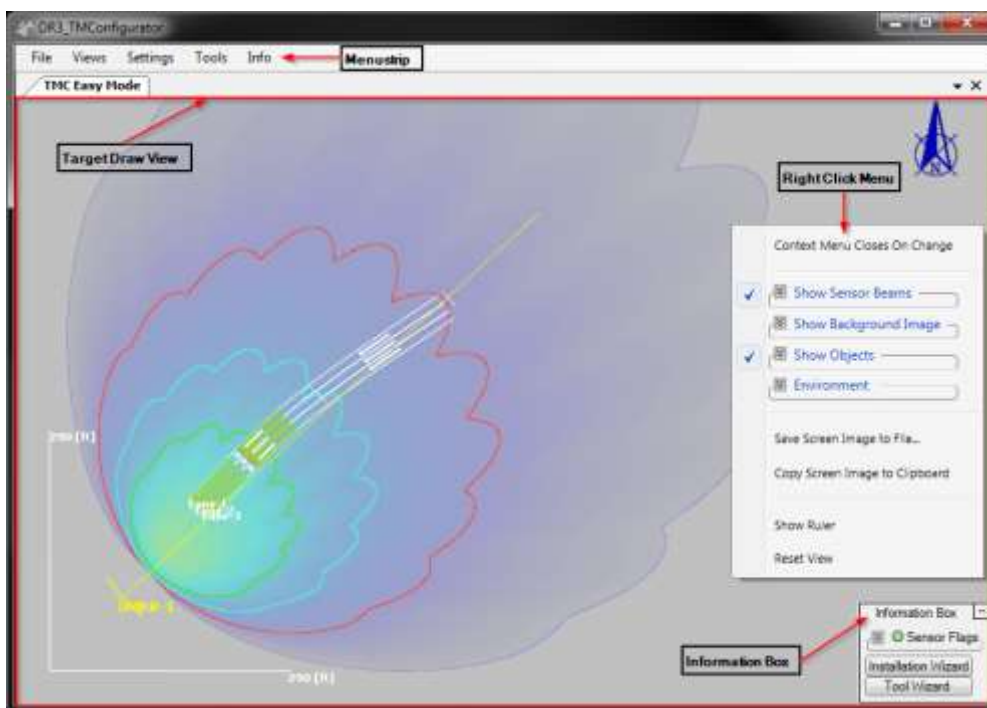 DR3_TMConfigurator
File Views Settings Tools Info
Menustrip
TMC Easy Mode
Target Draw View
N
Right Click Menu
Context Menu Closes On Change
Show Sensor Beams
Show Background Image
Show Objects
Environment
Save Screen Image to File...
Copy Screen Image to Clipboard
Show Ruler
Reset View
Information Box
Sensor Flags
Installation Wizard
Tool Wizard
Information Box